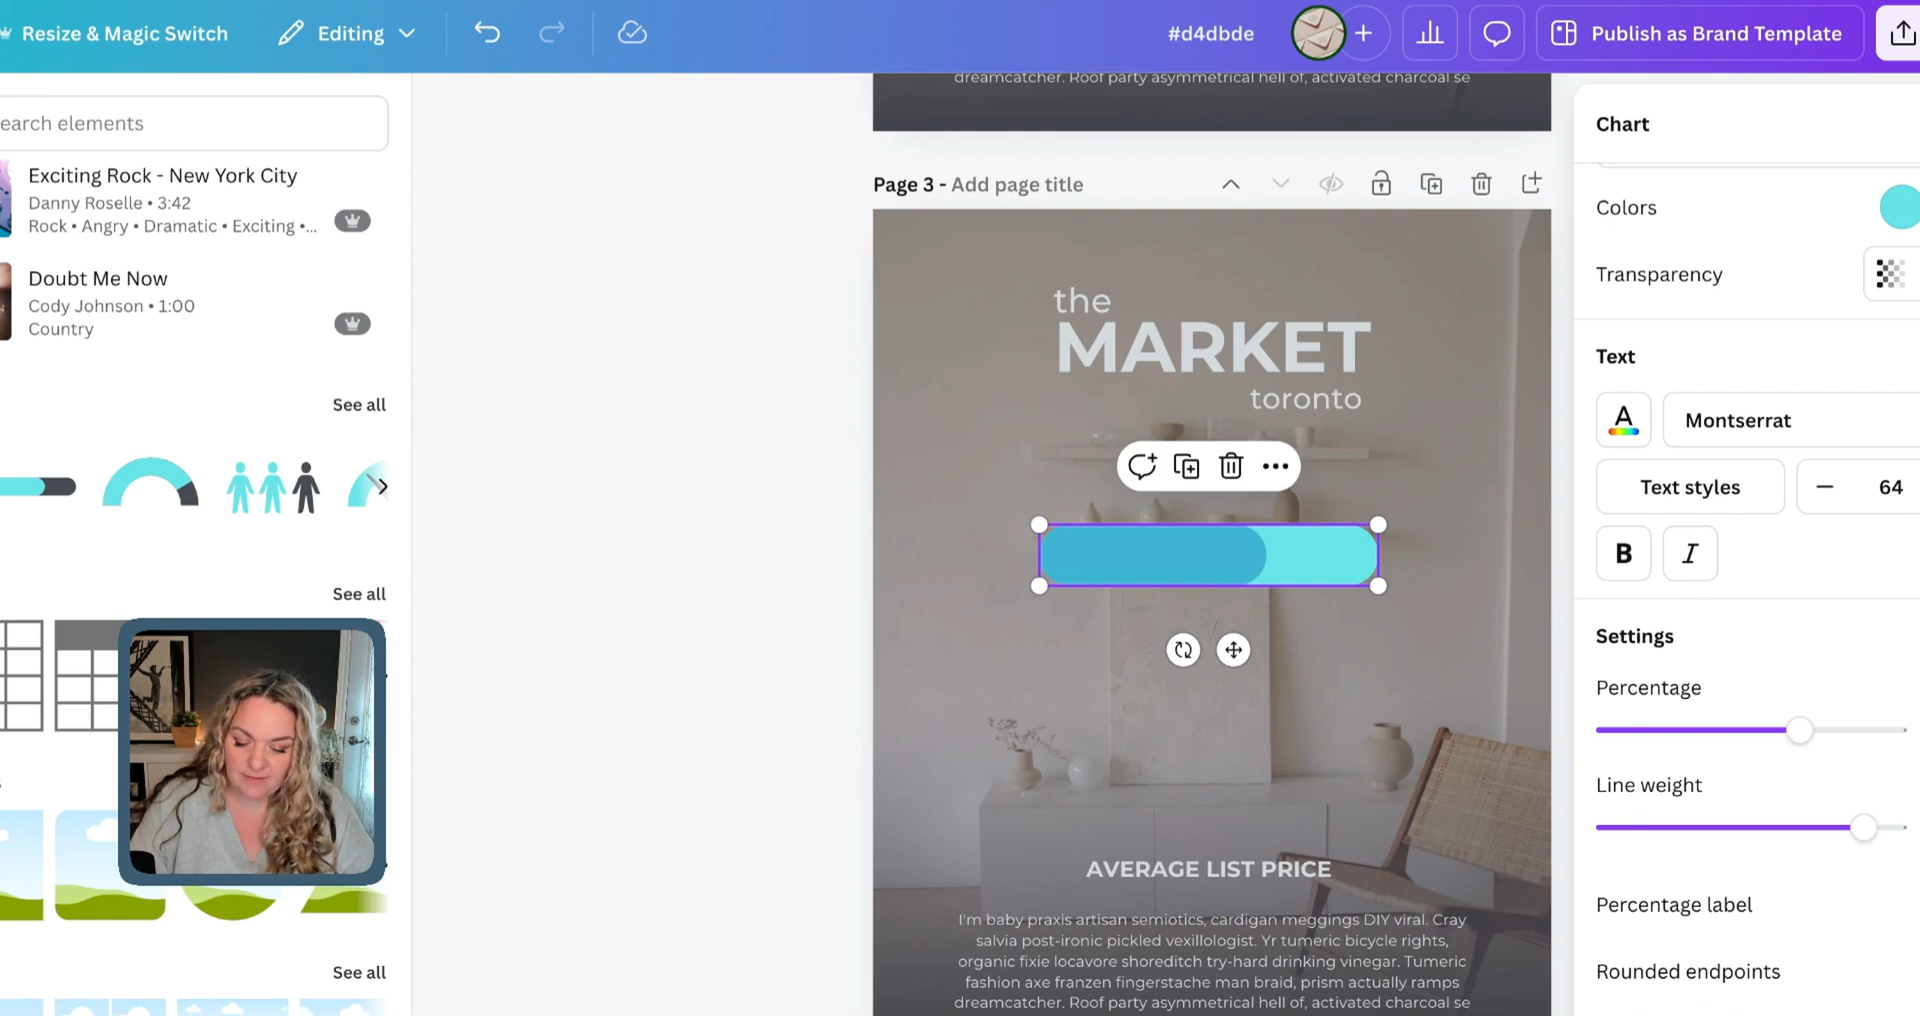 Resize & Magic Switch
Editing
#d4dbde
Publish as Brand Template
earch elements
Exciting Rock - New York City
Danny Roselle • 3:42
Rock • Angry • Dramatic • Exciting •...
Doubt Me Now
Cody Johnson • 1:00
Country
See all
See all
See all
dreamcatcher. Roof party asymmetrical hell of, activated charcoal se
Page 3 - Add page title
the
MARKET
toronto
AVERAGE LIST PRICE
I'm baby praxis artisan semiotics, cardigan meggings DIY viral. Cray
salvia post-ironic pickled vexillologist. Yr tumeric bicycle rights,
organic fixie locavore shoreditch try-hard drinking vinegar. Tumeric
fashion axe franzen fingerstache man braid, prism actually ramps
dreamcatcher. Roof party asymmetrical hell of, activated charcoal se
Chart
Colors
Transparency
Text
A
Montserrat
Text styles
64
B
I
Settings
Percentage
Line weight
Percentage label
Rounded endpoints